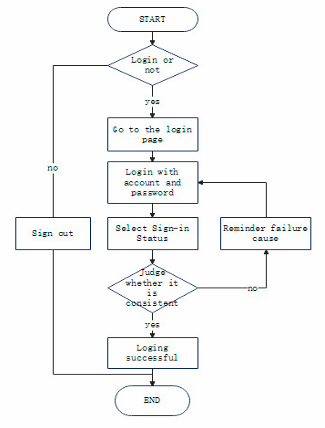 START
Login or
not
yes
Go to the login
page
no
Login with
account and
password
Sign out
Select Sign-in
Status
Reminder failure
cause
Judge
whether it
is
consistent
no
yes
Loging
successful
END